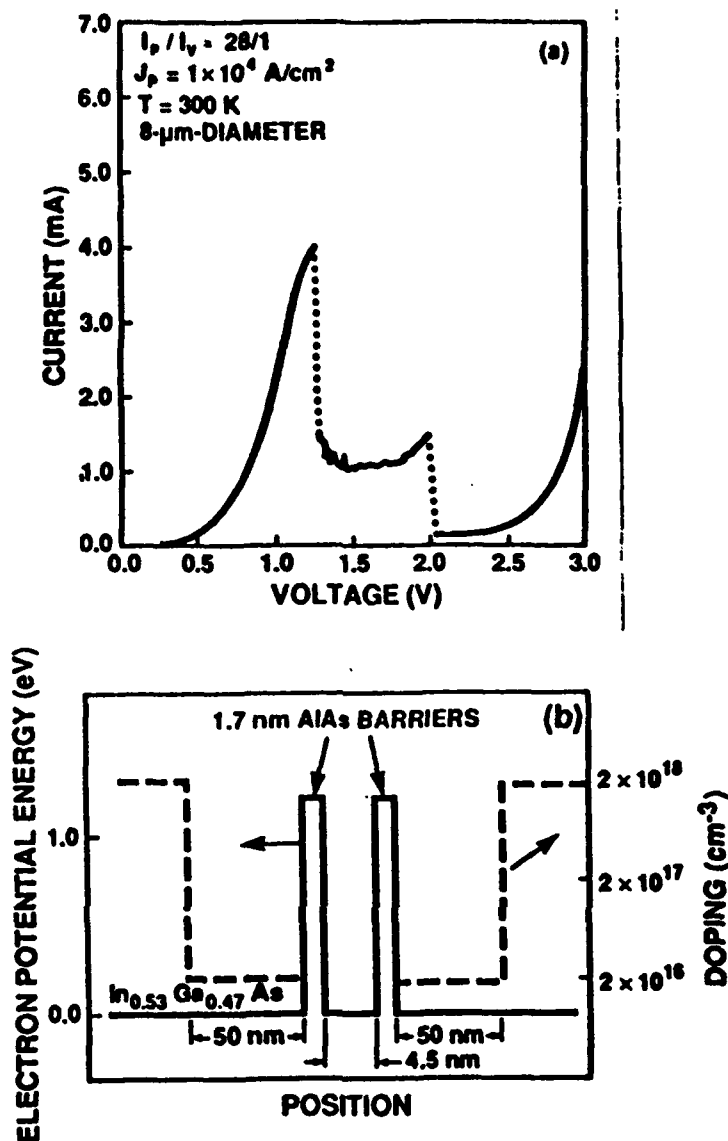 (a)
I_P / I_V = 28/1
J_P = 1×10⁴ A/cm²
T = 300 K
8-µm-DIAMETER
7.0
6.0
5.0
4.0
3.0
2.0
1.0
0.0
CURRENT (mA)
0.0 0.5 1.0 1.5 2.0 2.5 3.0
VOLTAGE (V)
(b)
1.7 nm AlAs BARRIERS
ELECTRON POTENTIAL ENERGY (eV)
1.0
0.0
2×10¹⁸
2×10¹⁷
2×10¹⁶
DOPING (cm⁻³)
In₀.₅₃ Ga₀.₄₇ As
50 nm
50 nm
4.5 nm
POSITION